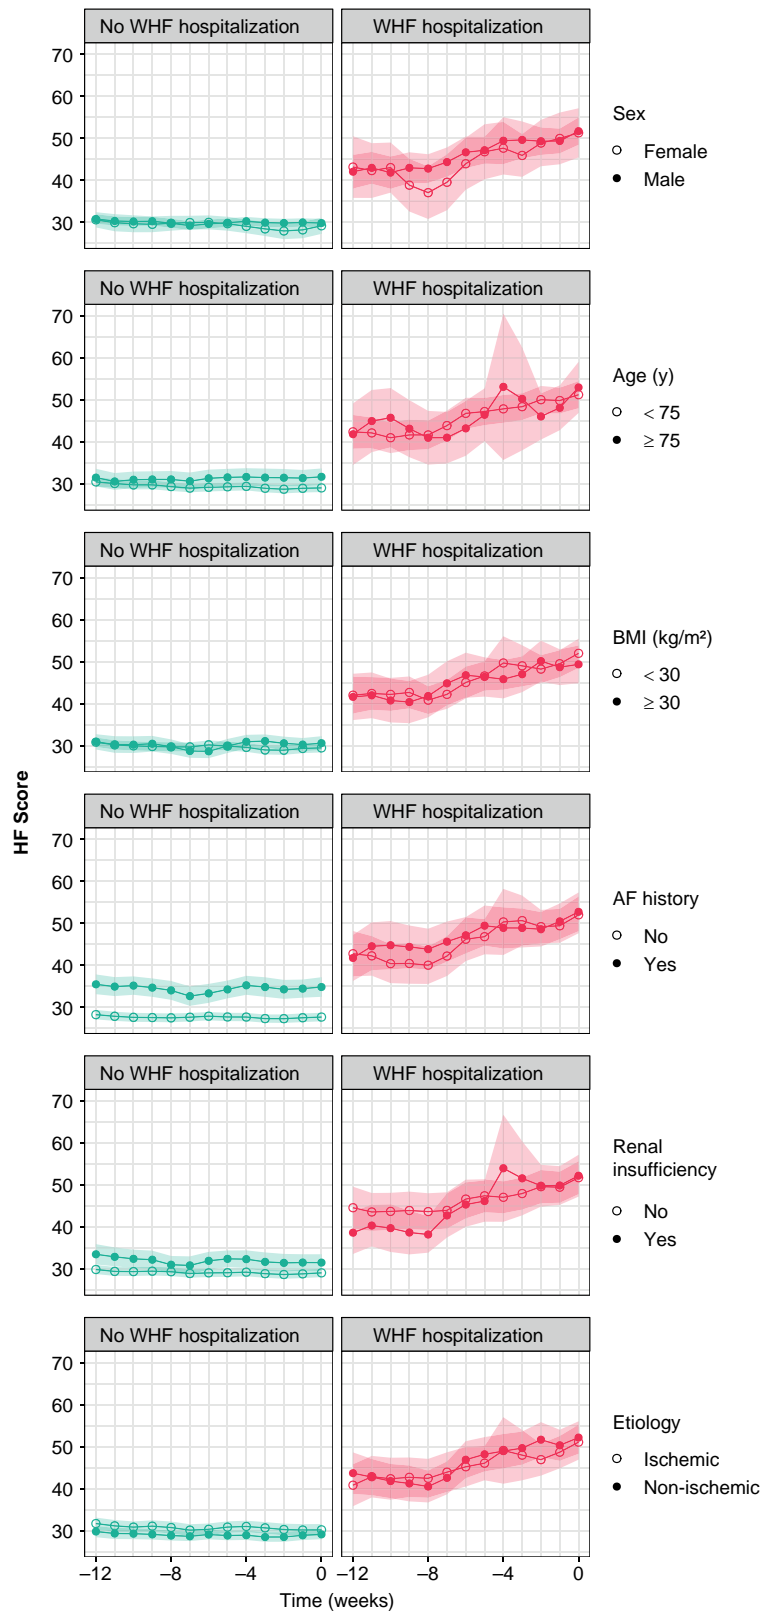 HF Score
No WHF hospitalization
WHF hospitalization
70
60
50
40
30
Sex
Female
Male
No WHF hospitalization
WHF hospitalization
70
60
50
40
30
Age (y)
< 75
≥ 75
No WHF hospitalization
WHF hospitalization
70
60
50
40
30
BMI (kg/m²)
< 30
≥ 30
No WHF hospitalization
WHF hospitalization
70
60
50
40
30
AF history
No
Yes
No WHF hospitalization
WHF hospitalization
70
60
50
40
30
Renal
insufficiency
No
Yes
No WHF hospitalization
WHF hospitalization
70
60
50
40
30
Etiology
Ischemic
Non-ischemic
−12 −8 −4 0 −12 −8 −4 0
Time (weeks)